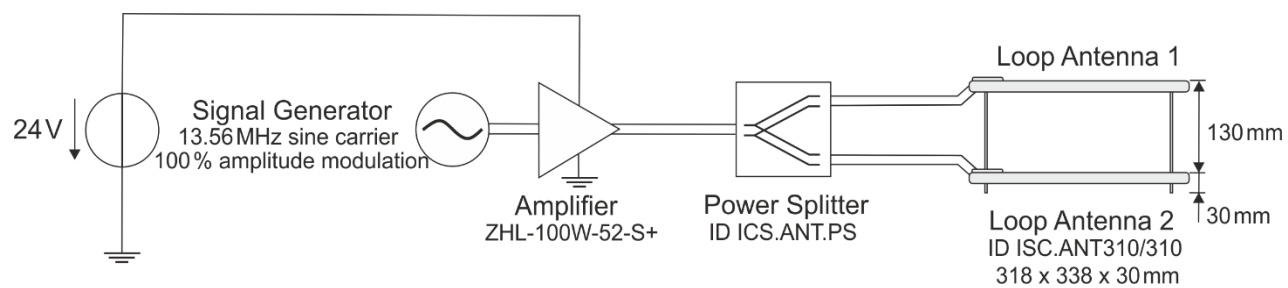 24V
Signal Generator
13.56MHz sine carrier
100% amplitude modulation
Amplifier
ZHL-100W-52-S+
Power Splitter
ID ICS.ANT.PS
Loop Antenna 1
130mm
30mm
Loop Antenna 2
ID ISC.ANT310/310
318 x 338 x 30mm